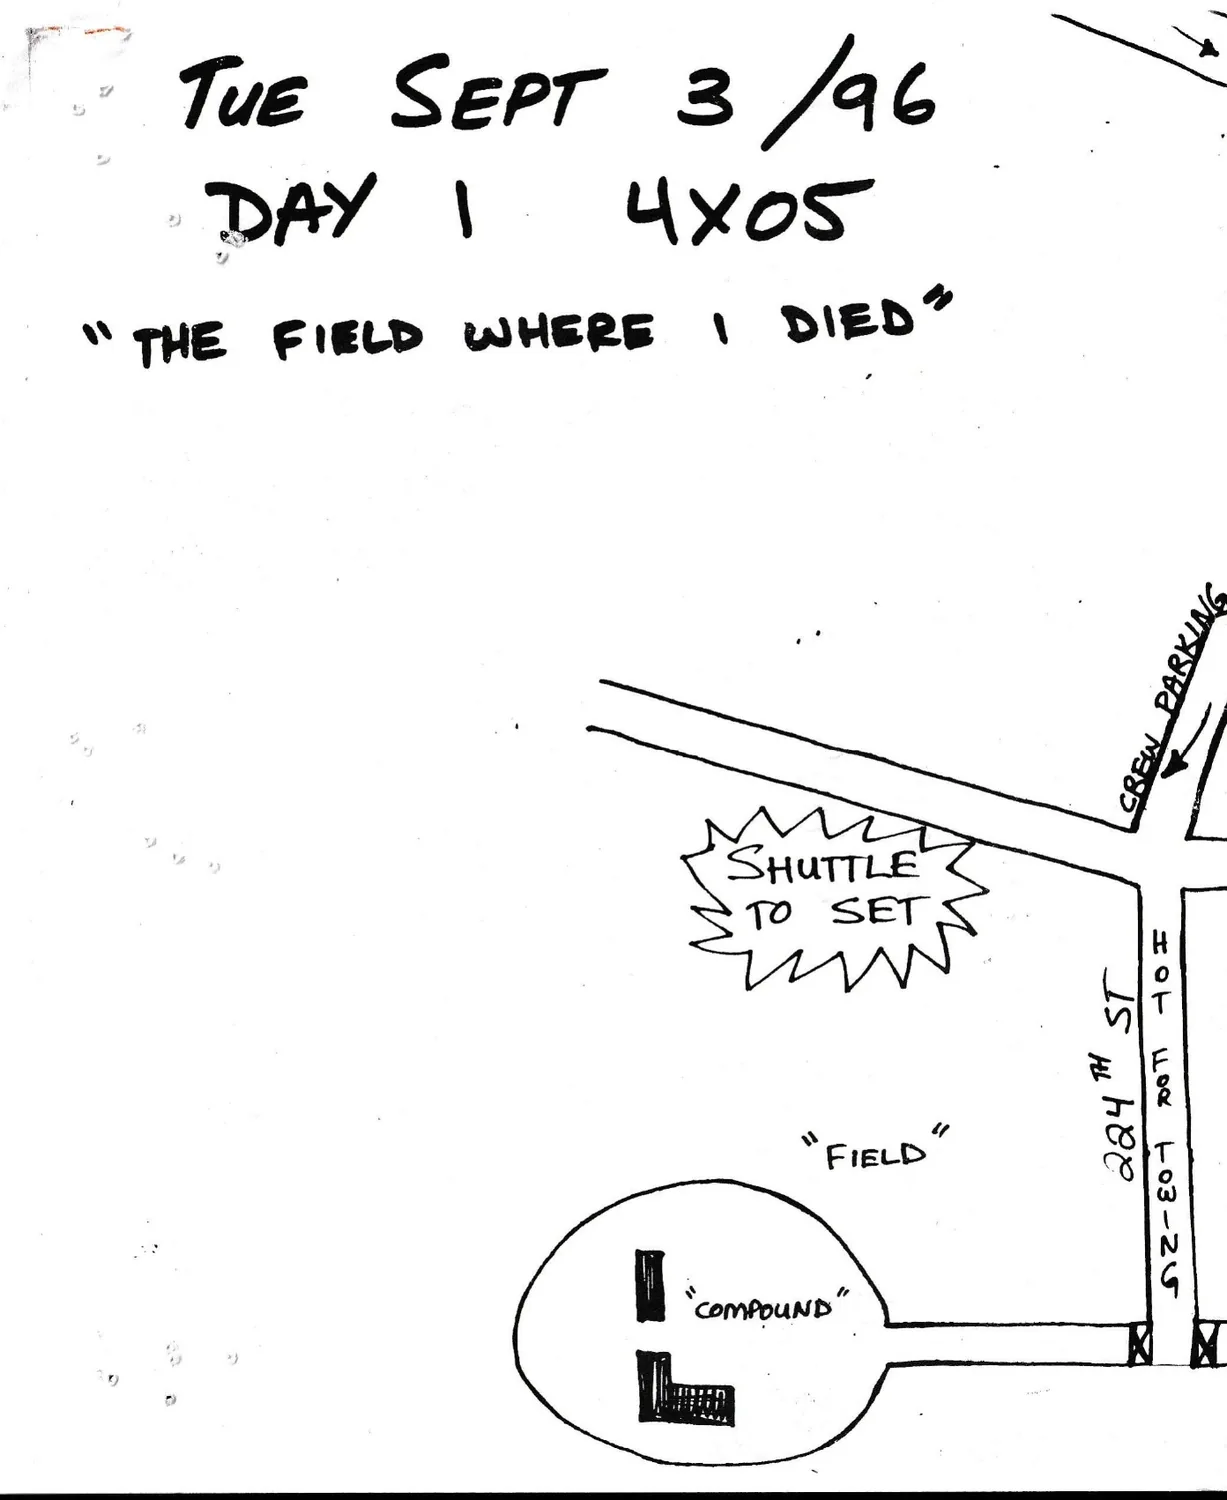 TUE SEPT 3 /96
DAY 1 4X05
"THE FIELD WHERE I DIED"
CREW PARKING
SHUTTLE
TO SET
HOT FOR TOWING
224TH ST
"FIELD"
"COMPOUND"